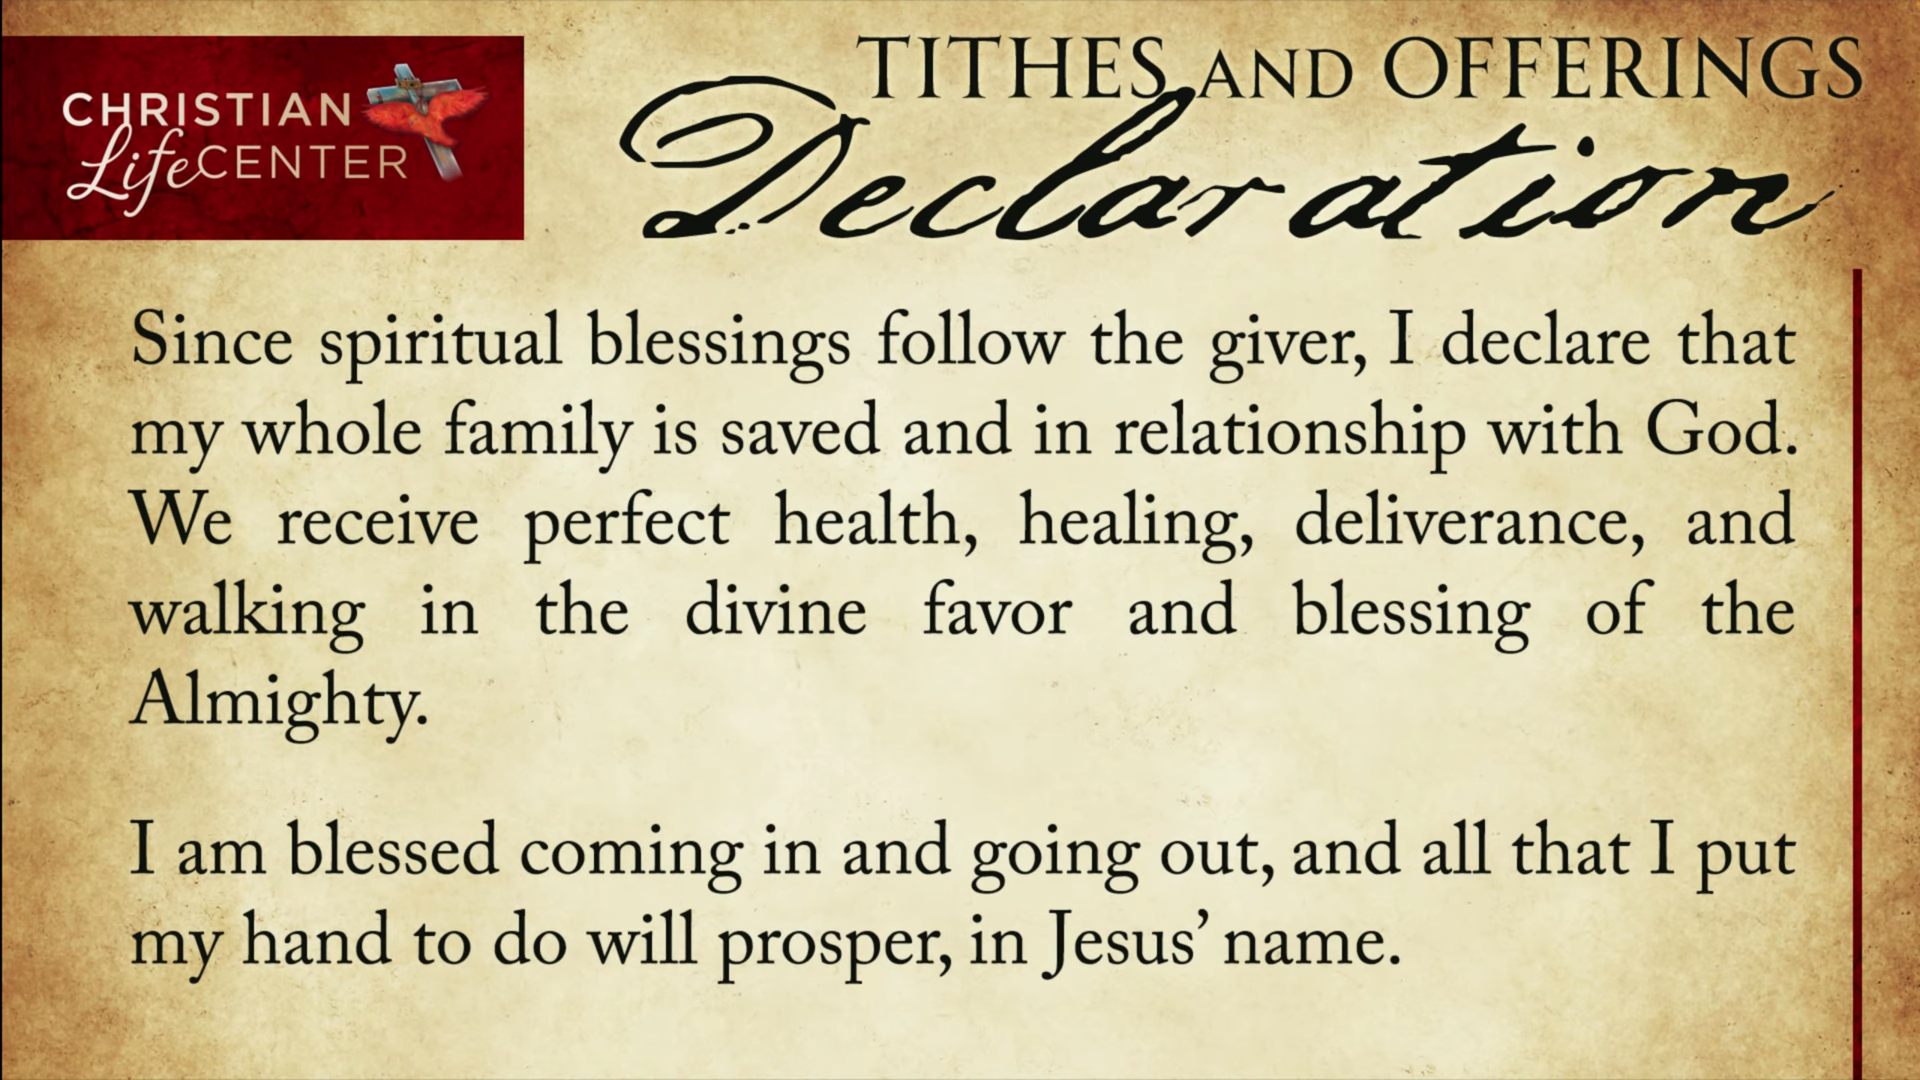 CHRISTIAN
LifeCENTER
TITHES AND OFFERINGS
Declaration
Since spiritual blessings follow the giver, I declare that
my whole family is saved and in relationship with God.
We receive perfect health, healing, deliverance, and
walking in the divine favor and blessing of the
Almighty.
I am blessed coming in and going out, and all that I put
my hand to do will prosper, in Jesus’ name.